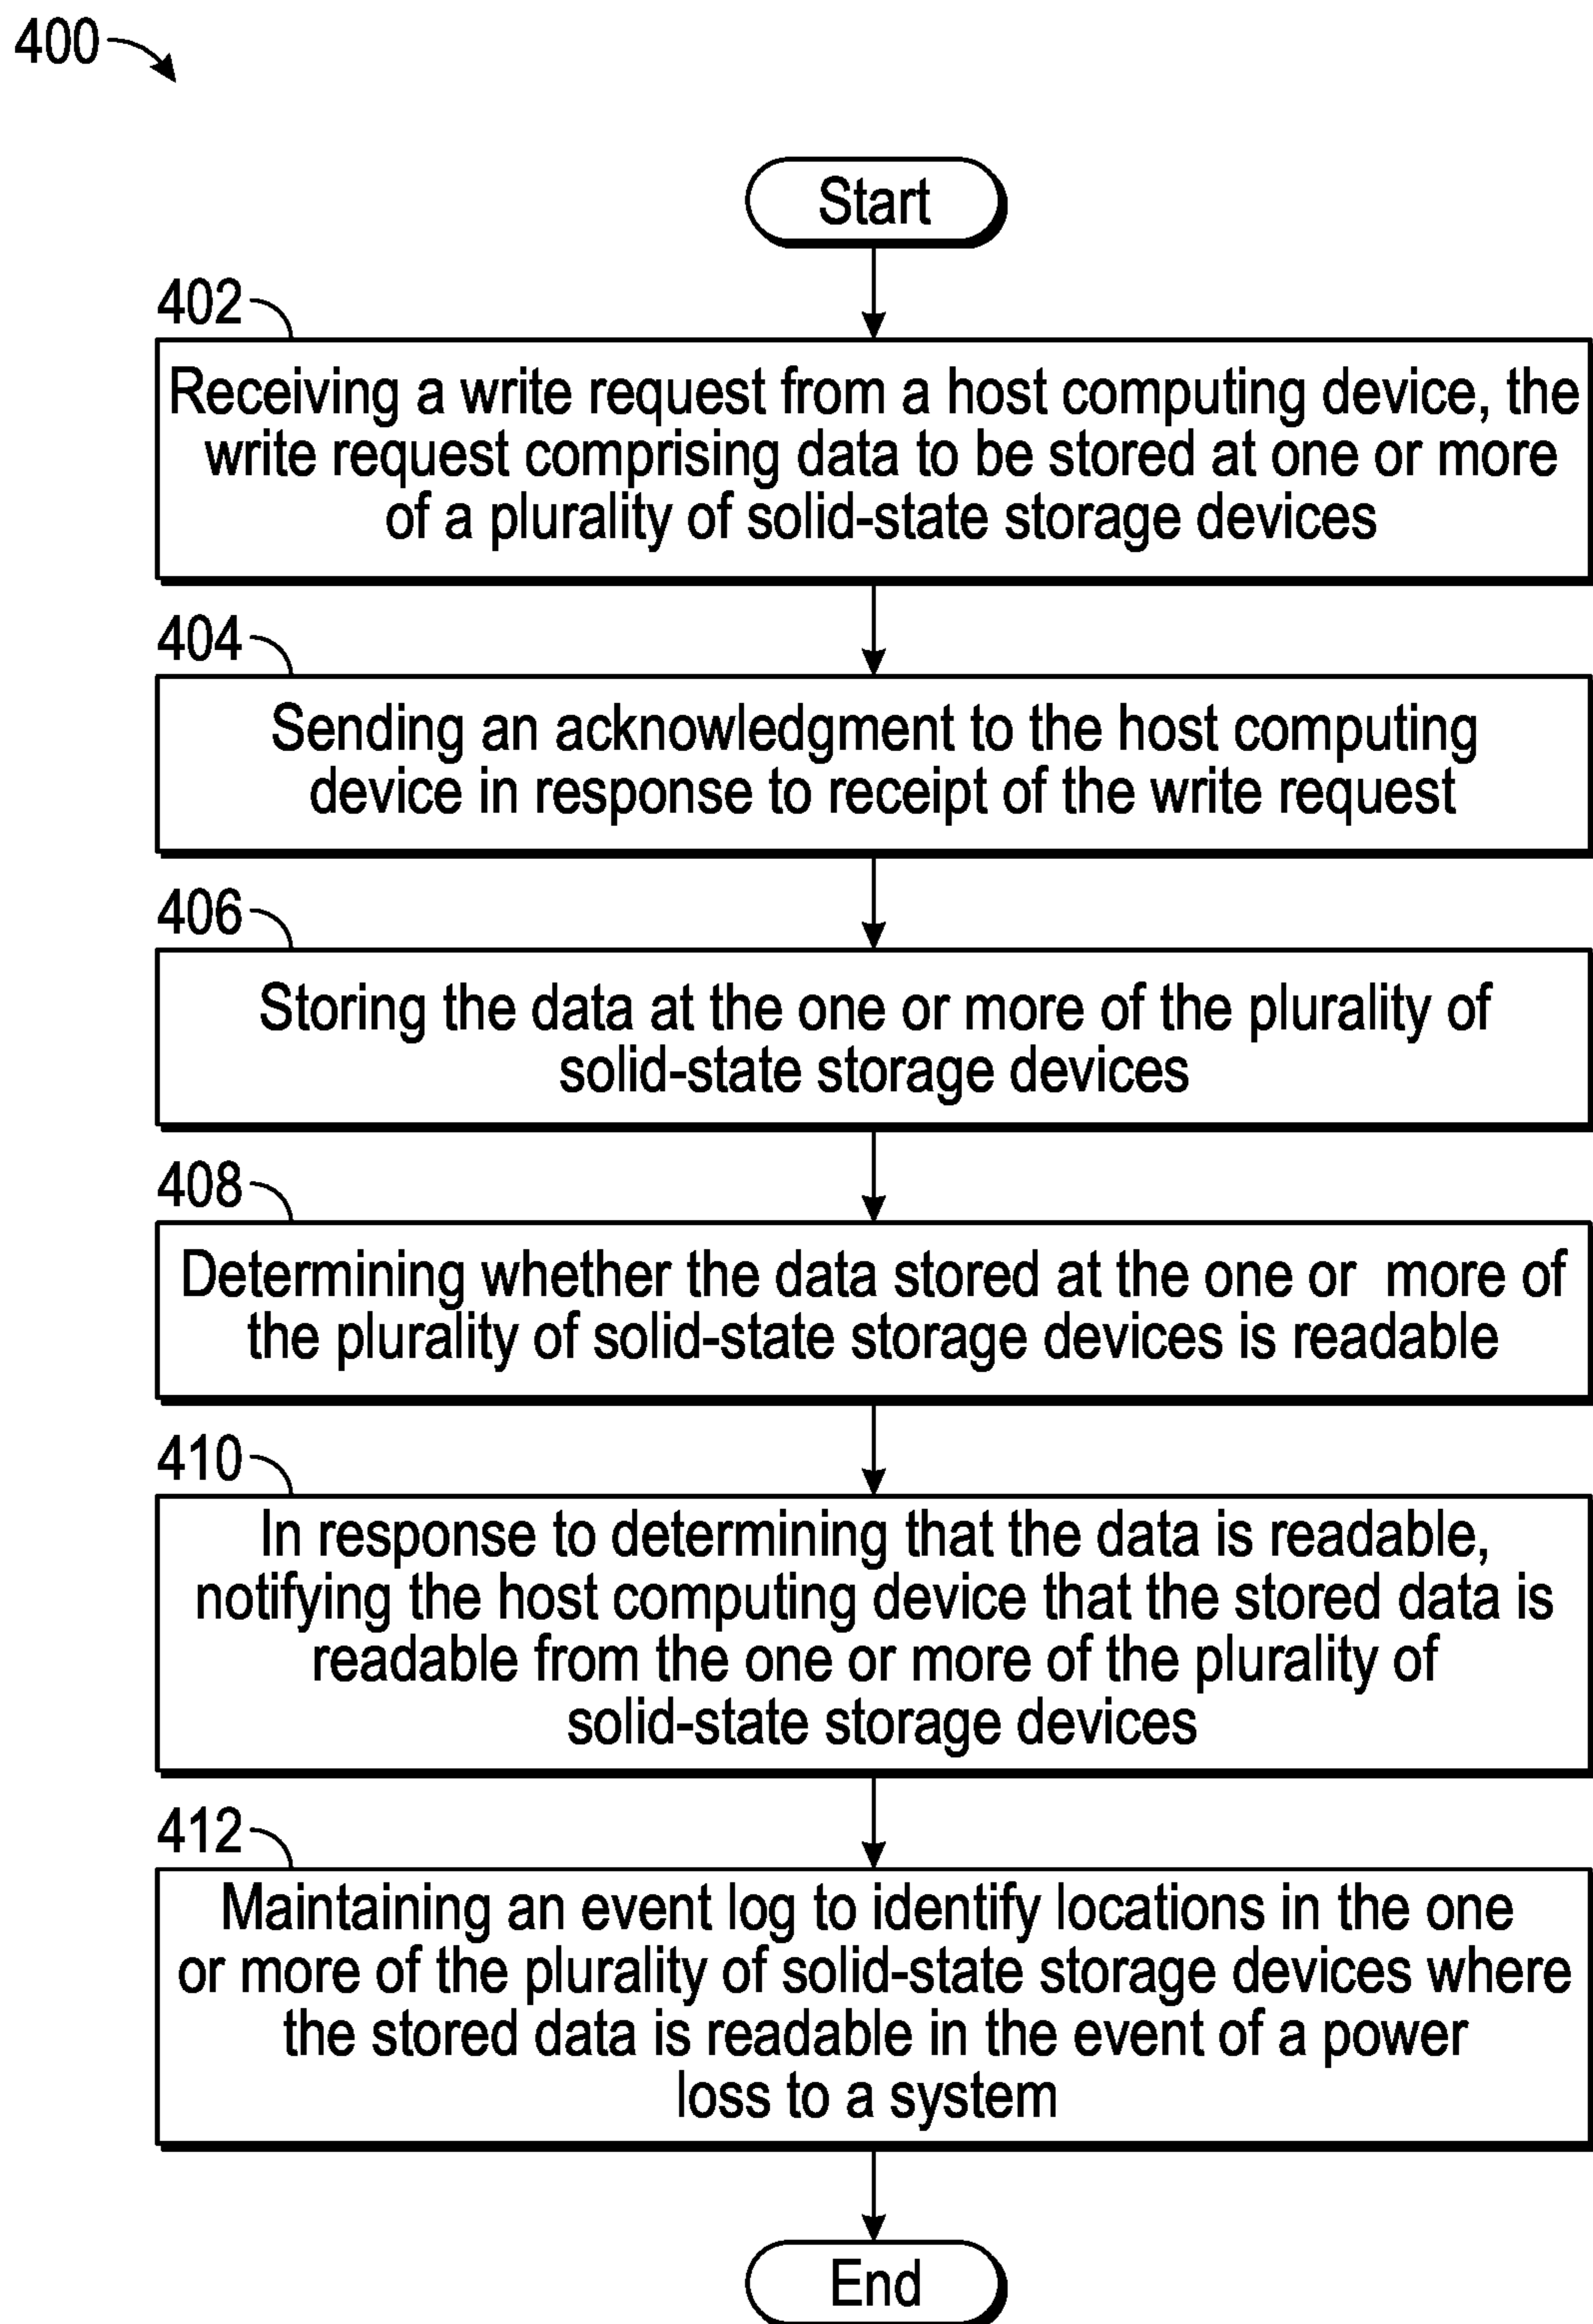 400
Start
402
Receiving a write request from a host computing device, the
write request comprising data to be stored at one or more
of a plurality of solid-state storage devices
404
Sending an acknowledgment to the host computing
device in response to receipt of the write request
406
Storing the data at the one or more of the plurality of
solid-state storage devices
408
Determining whether the data stored at the one or more of
the plurality of solid-state storage devices is readable
410
In response to determining that the data is readable,
notifying the host computing device that the stored data is
readable from the one or more of the plurality of
solid-state storage devices
412
Maintaining an event log to identify locations in the one
or more of the plurality of solid-state storage devices where
the stored data is readable in the event of a power
loss to a system
End